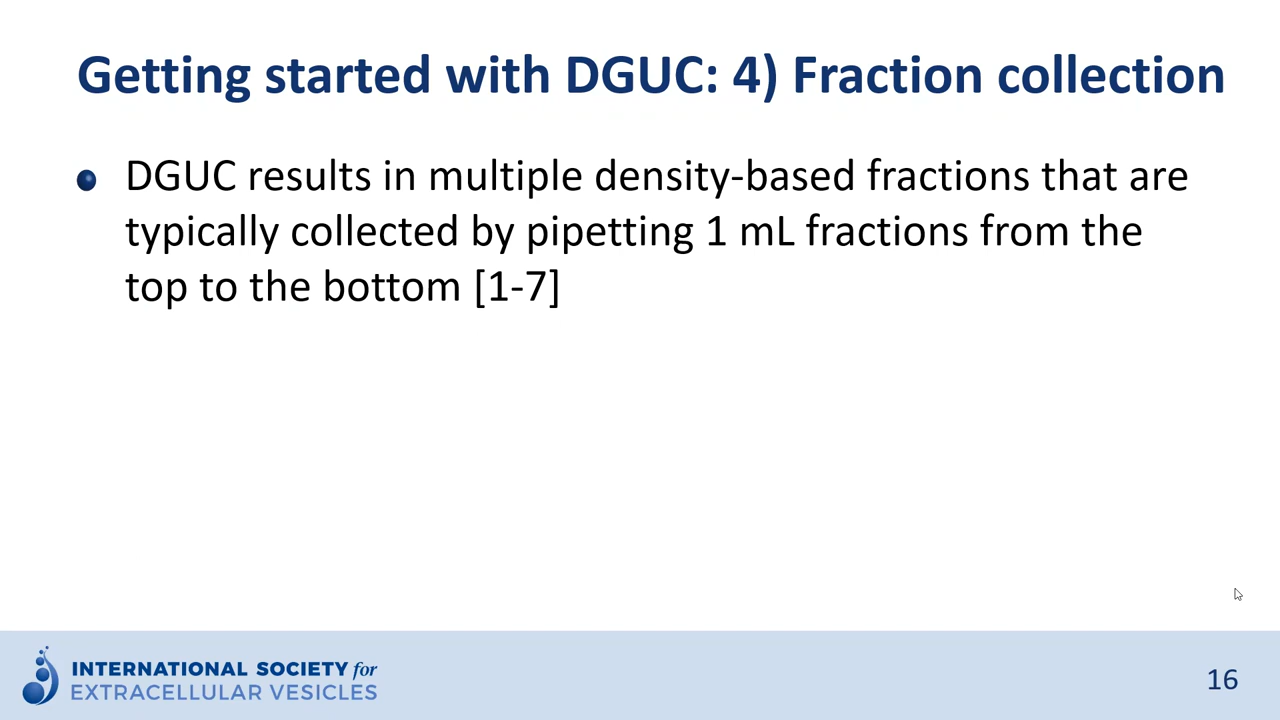 Getting started with DGUC: 4) Fraction collection
DGUC results in multiple density-based fractions that are
typically collected by pipetting 1 mL fractions from the
top to the bottom [1-7]
INTERNATIONAL SOCIETY for
EXTRACELLULAR VESICLES
16